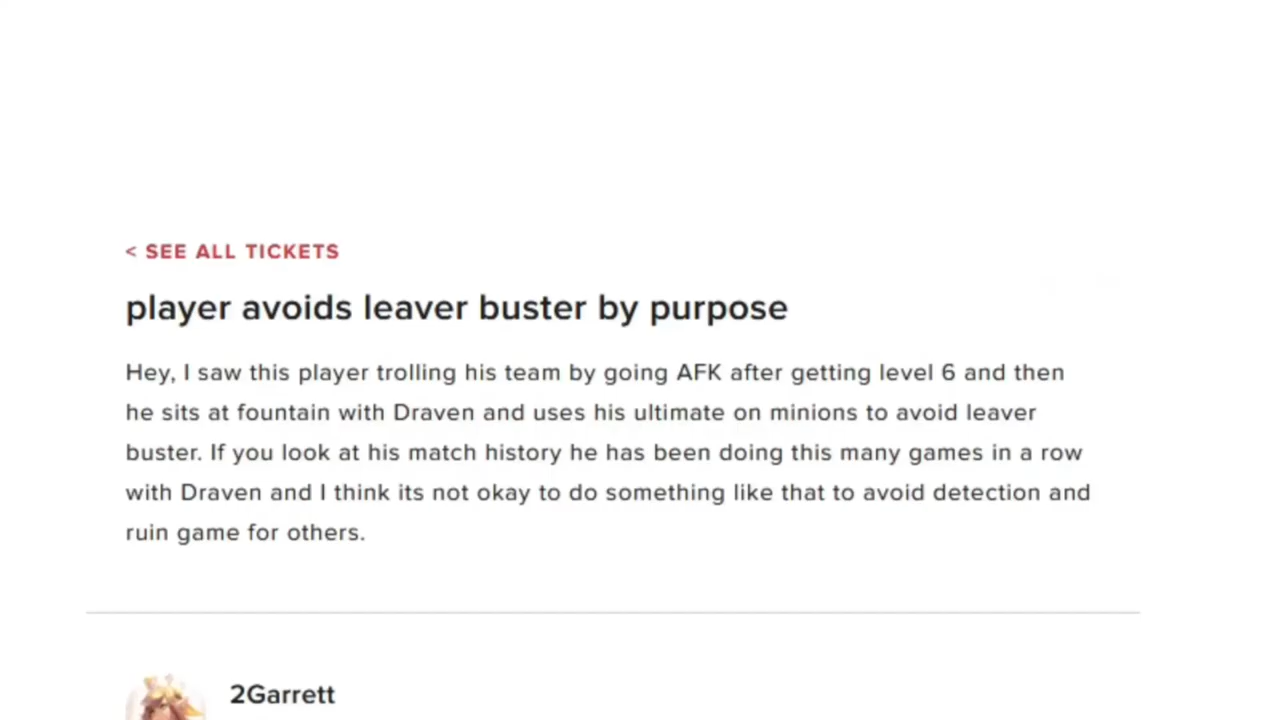 < SEE ALL TICKETS
player avoids leaver buster by purpose
Hey, I saw this player trolling his team by going AFK after getting level 6 and then
he sits at fountain with Draven and uses his ultimate on minions to avoid leaver
buster. If you look at his match history he has been doing this many games in a row
with Draven and I think its not okay to do something like that to avoid detection and
ruin game for others.
2Garrett